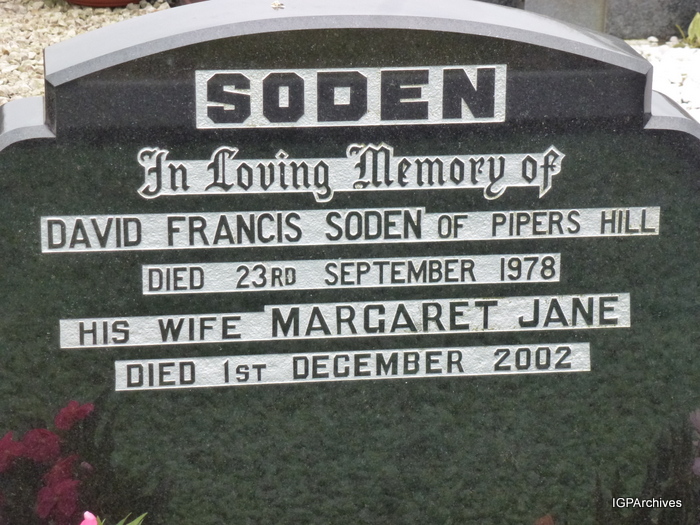 SODEN
In Loving Memory of
DAVID FRANCIS SODEN OF PIPERS HILL
DIED 23RD SEPTEMBER 1978
HIS WIFE MARGARET JANE
DIED 1ST DECEMBER 2002
IGPArchives